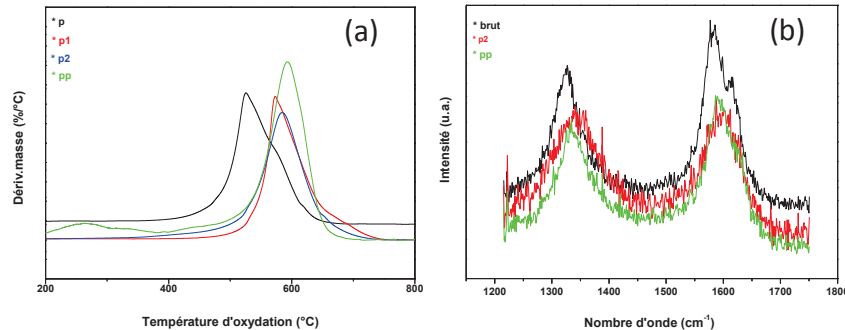 (a)
* p
* p1
* p2
* pp
Dériv.masse (%/°C)
200 400 600 800
Température d'oxydation (°C)
(b)
* brut
* p2
* pp
Intensité (u.a.)
1200 1300 1400 1500 1600 1700 1800
Nombre d'onde (cm⁻¹)